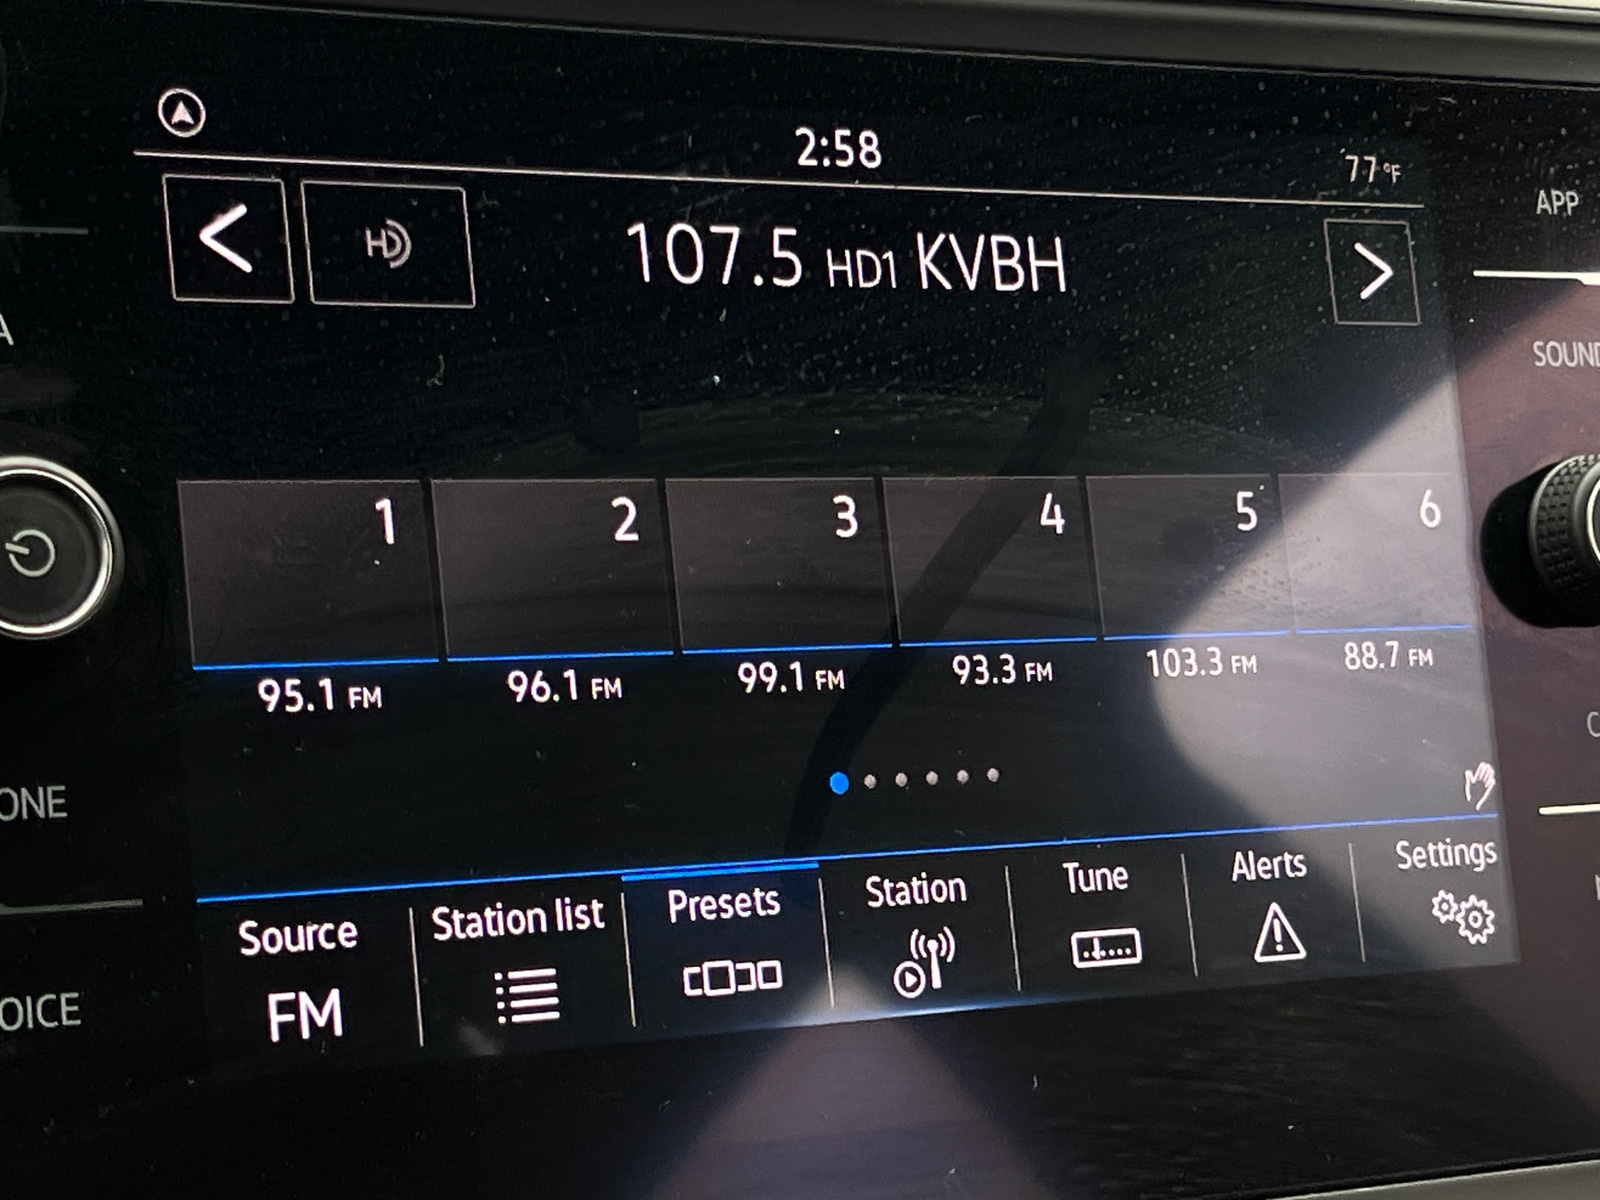 2:58
77°F
APP
HD
107.5 HD1 KVBH
SOUND
1 2 3 4 5 6
95.1 FM 96.1 FM 99.1 FM 93.3 FM 103.3 FM 88.7 FM
Source Station list Presets Station Tune Alerts Settings
FM
ONE
OICE